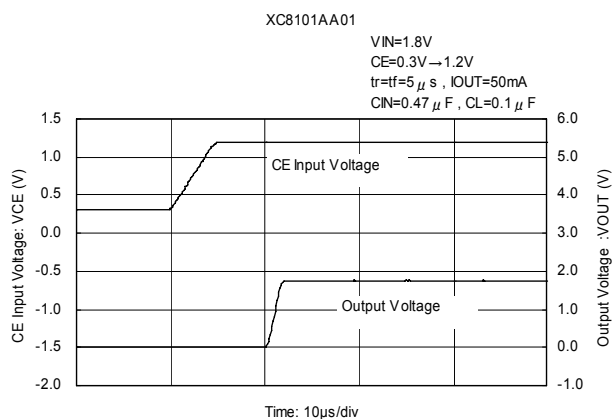 XC8101AA01
VIN=1.8V
CE=0.3V→1.2V
tr=tf=5 μ s , IOUT=50mA
CIN=0.47 μ F , CL=0.1 μ F
CE Input Voltage: VCE (V)
1.5
1.0
0.5
0.0
-0.5
-1.0
-1.5
-2.0
CE Input Voltage
Output Voltage
6.0
5.0
4.0
3.0
2.0
1.0
0.0
-1.0
Output Voltage :VOUT (V)
Time: 10μs/div